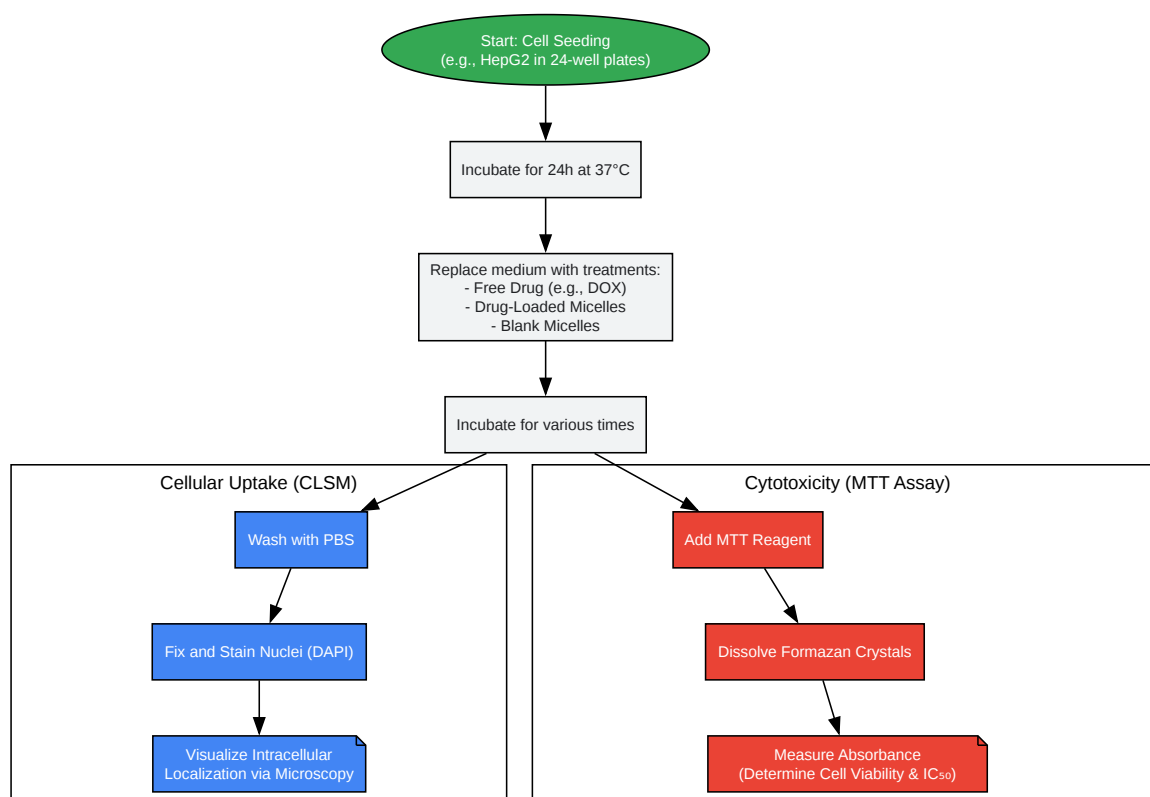 Start: Cell Seeding
(e.g., HepG2 in 24-well plates)
Incubate for 24h at 37°C
Replace medium with treatments:
- Free Drug (e.g., DOX)
- Drug-Loaded Micelles
- Blank Micelles
Incubate for various times
Cellular Uptake (CLSM)
Wash with PBS
Fix and Stain Nuclei (DAPI)
Visualize Intracellular
Localization via Microscopy
Cytotoxicity (MTT Assay)
Add MTT Reagent
Dissolve Formazan Crystals
Measure Absorbance
(Determine Cell Viability & IC₅₀)